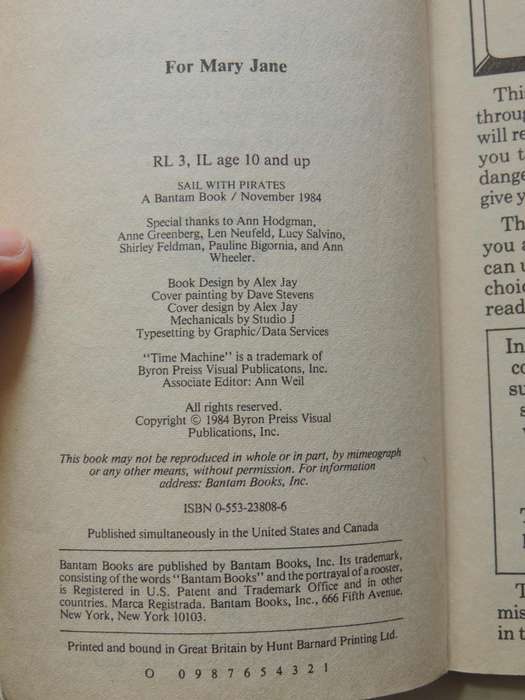 For Mary Jane
RL 3, IL age 10 and up
SAIL WITH PIRATES
A Bantam Book / November 1984
Special thanks to Ann Hodgman,
Anne Greenberg, Len Neufeld, Lucy Salvino,
Shirley Feldman, Pauline Bigornia, and Ann
Wheeler.
Book Design by Alex Jay
Cover painting by Dave Stevens
Cover design by Alex Jay
Mechanicals by Studio J
Typesetting by Graphic/Data Services
"Time Machine" is a trademark of
Byron Preiss Visual Publicatons, Inc.
Associate Editor: Ann Weil
All rights reserved.
Copyright © 1984 Byron Preiss Visual
Publications, Inc.
This book may not be reproduced in whole or in part, by mimeograph
or any other means, without permission. For information
address: Bantam Books, Inc.
ISBN 0-553-23808-6
Published simultaneously in the United States and Canada
Bantam Books are published by Bantam Books, Inc. Its trademark,
consisting of the words "Bantam Books" and the portrayal of a rooster,
is Registered in U.S. Patent and Trademark Office and in other
countries. Marca Registrada. Bantam Books, Inc., 666 Fifth Avenue,
New York, New York 10103.
Printed and bound in Great Britain by Hunt Barnard Printing Ltd.
O 0 9 8 7 6 5 4 3 2 1
will
you
give
you
can
read
In
in